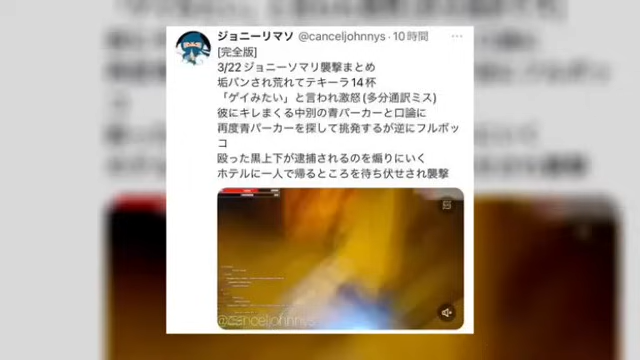 ジョニーリマソ @canceljohnnys · 10時間
[完全版]
3/22 ジョニーソマリ襲撃まとめ
垢バンされ荒れてテキーラ14杯
「ゲイみたい」と言われ激怒 (多分通訳ミス)
彼にキレまくる中別の青パーカーと口論に
再度青パーカーを探して挑発するが逆にフルボッ
コ
殴った黒上下が逮捕されるのを煽りにいく
ホテルに一人で帰るところを待ち伏せされ襲撃
@canceljohnnys